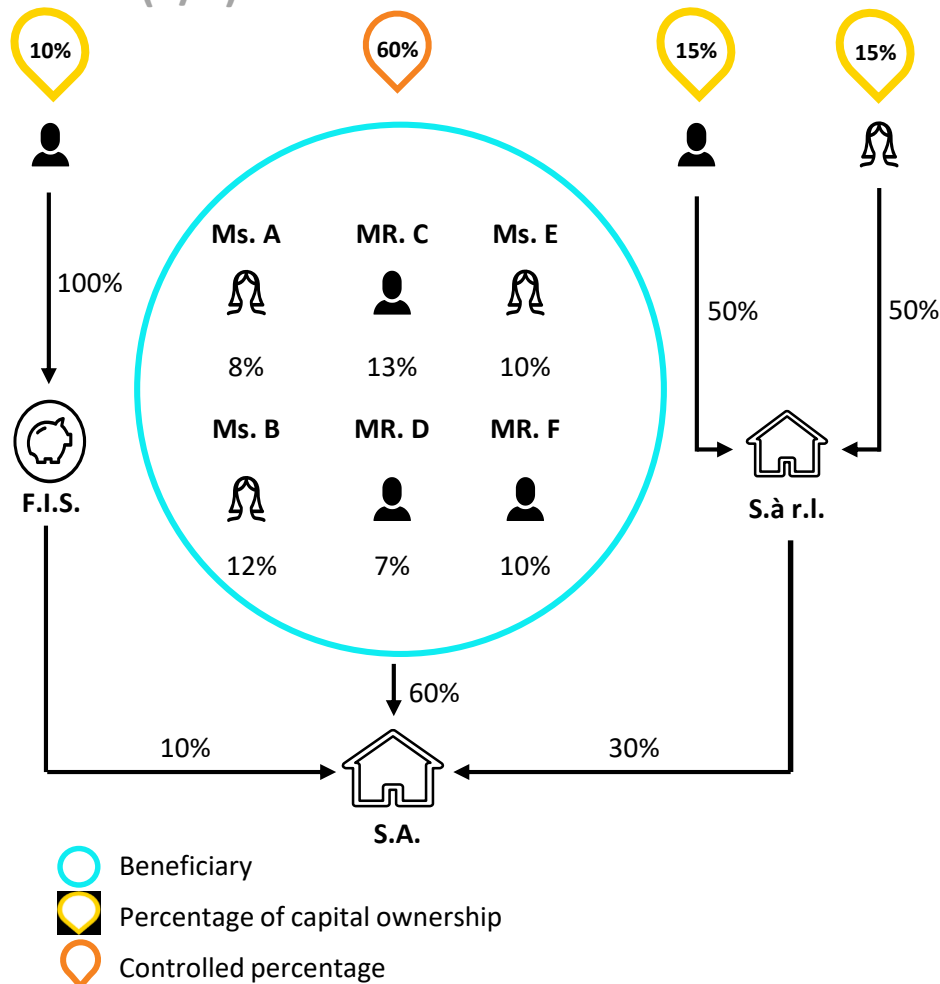 10%
60%
15%
15%
Ms. A
MR. C
Ms. E
100%
50%
50%
8%
13%
10%
Ms. B
MR. D
MR. F
F.I.S.
S.à r.l.
12%
7%
10%
60%
10%
30%
S.A.
Beneficiary
Percentage of capital ownership
Controlled percentage